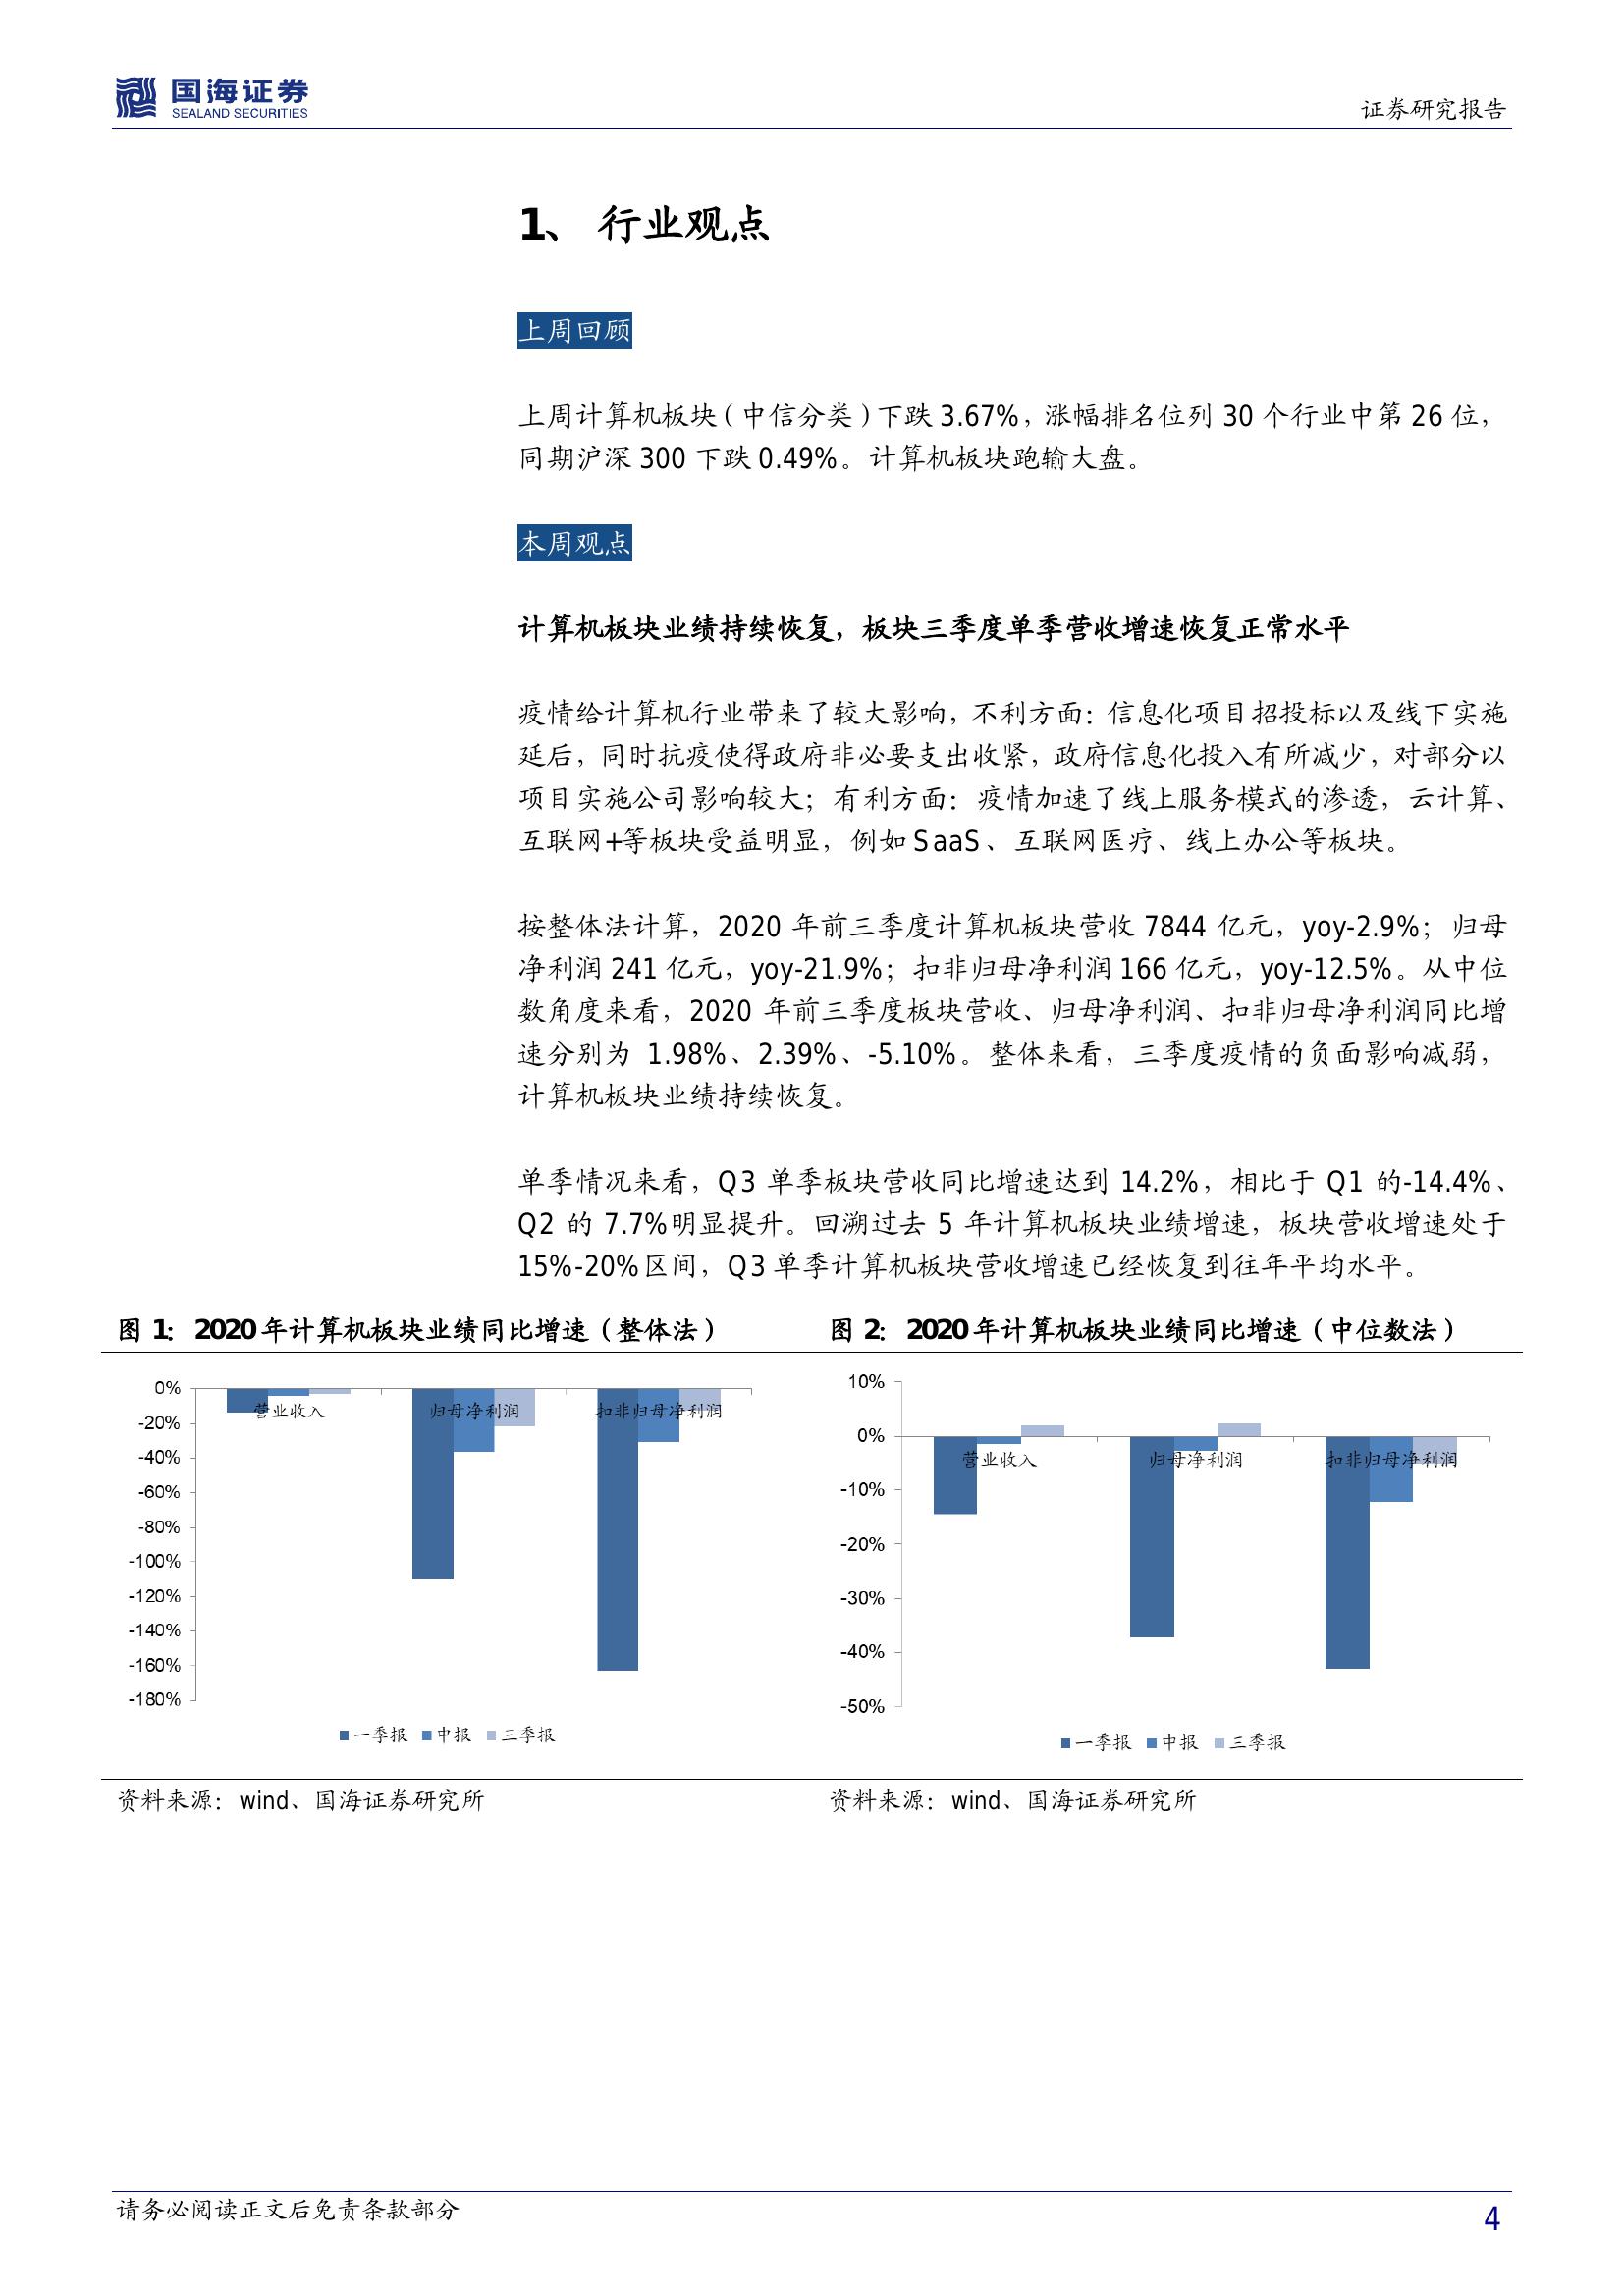 国海证券
SEALAND SECURITIES
证券研究报告
1、 行业观点
上周回顾
上周计算机板块（中信分类）下跌 3.67%，涨幅排名位列 30 个行业中第 26 位，
同期沪深 300 下跌 0.49%。计算机板块跑输大盘。
本周观点
计算机板块业绩持续恢复，板块三季度单季营收增速恢复正常水平
疫情给计算机行业带来了较大影响，不利方面：信息化项目招投标以及线下实施
延后，同时抗疫使得政府非必要支出收紧，政府信息化投入有所减少，对部分以
项目实施公司影响较大；有利方面：疫情加速了线上服务模式的渗透，云计算、
互联网+等板块受益明显，例如 SaaS、互联网医疗、线上办公等板块。
按整体法计算，2020 年前三季度计算机板块营收 7844 亿元，yoy-2.9%；归母
净利润 241 亿元，yoy-21.9%；扣非归母净利润 166 亿元，yoy-12.5%。从中位
数角度来看，2020 年前三季度板块营收、归母净利润、扣非归母净利润同比增
速分别为 1.98%、2.39%、-5.10%。整体来看，三季度疫情的负面影响减弱，
计算机板块业绩持续恢复。
单季情况来看，Q3 单季板块营收同比增速达到 14.2%，相比于 Q1 的-14.4%、
Q2 的 7.7%明显提升。回溯过去 5 年计算机板块业绩增速，板块营收增速处于
15%-20%区间，Q3 单季计算机板块营收增速已经恢复到往年平均水平。
图 1： 2020 年计算机板块业绩同比增速（整体法）
0%
-20%
-40%
-60%
-80%
-100%
-120%
-140%
-160%
-180%
营业收入
归母净利润
扣非归母净利润
一季报 中报 三季报
资料来源：wind、国海证券研究所
图 2： 2020 年计算机板块业绩同比增速（中位数法）
10%
0%
-10%
-20%
-30%
-40%
-50%
营业收入
归母净利润
扣非归母净利润
一季报 中报 三季报
资料来源：wind、国海证券研究所
请务必阅读正文后免责条款部分
4